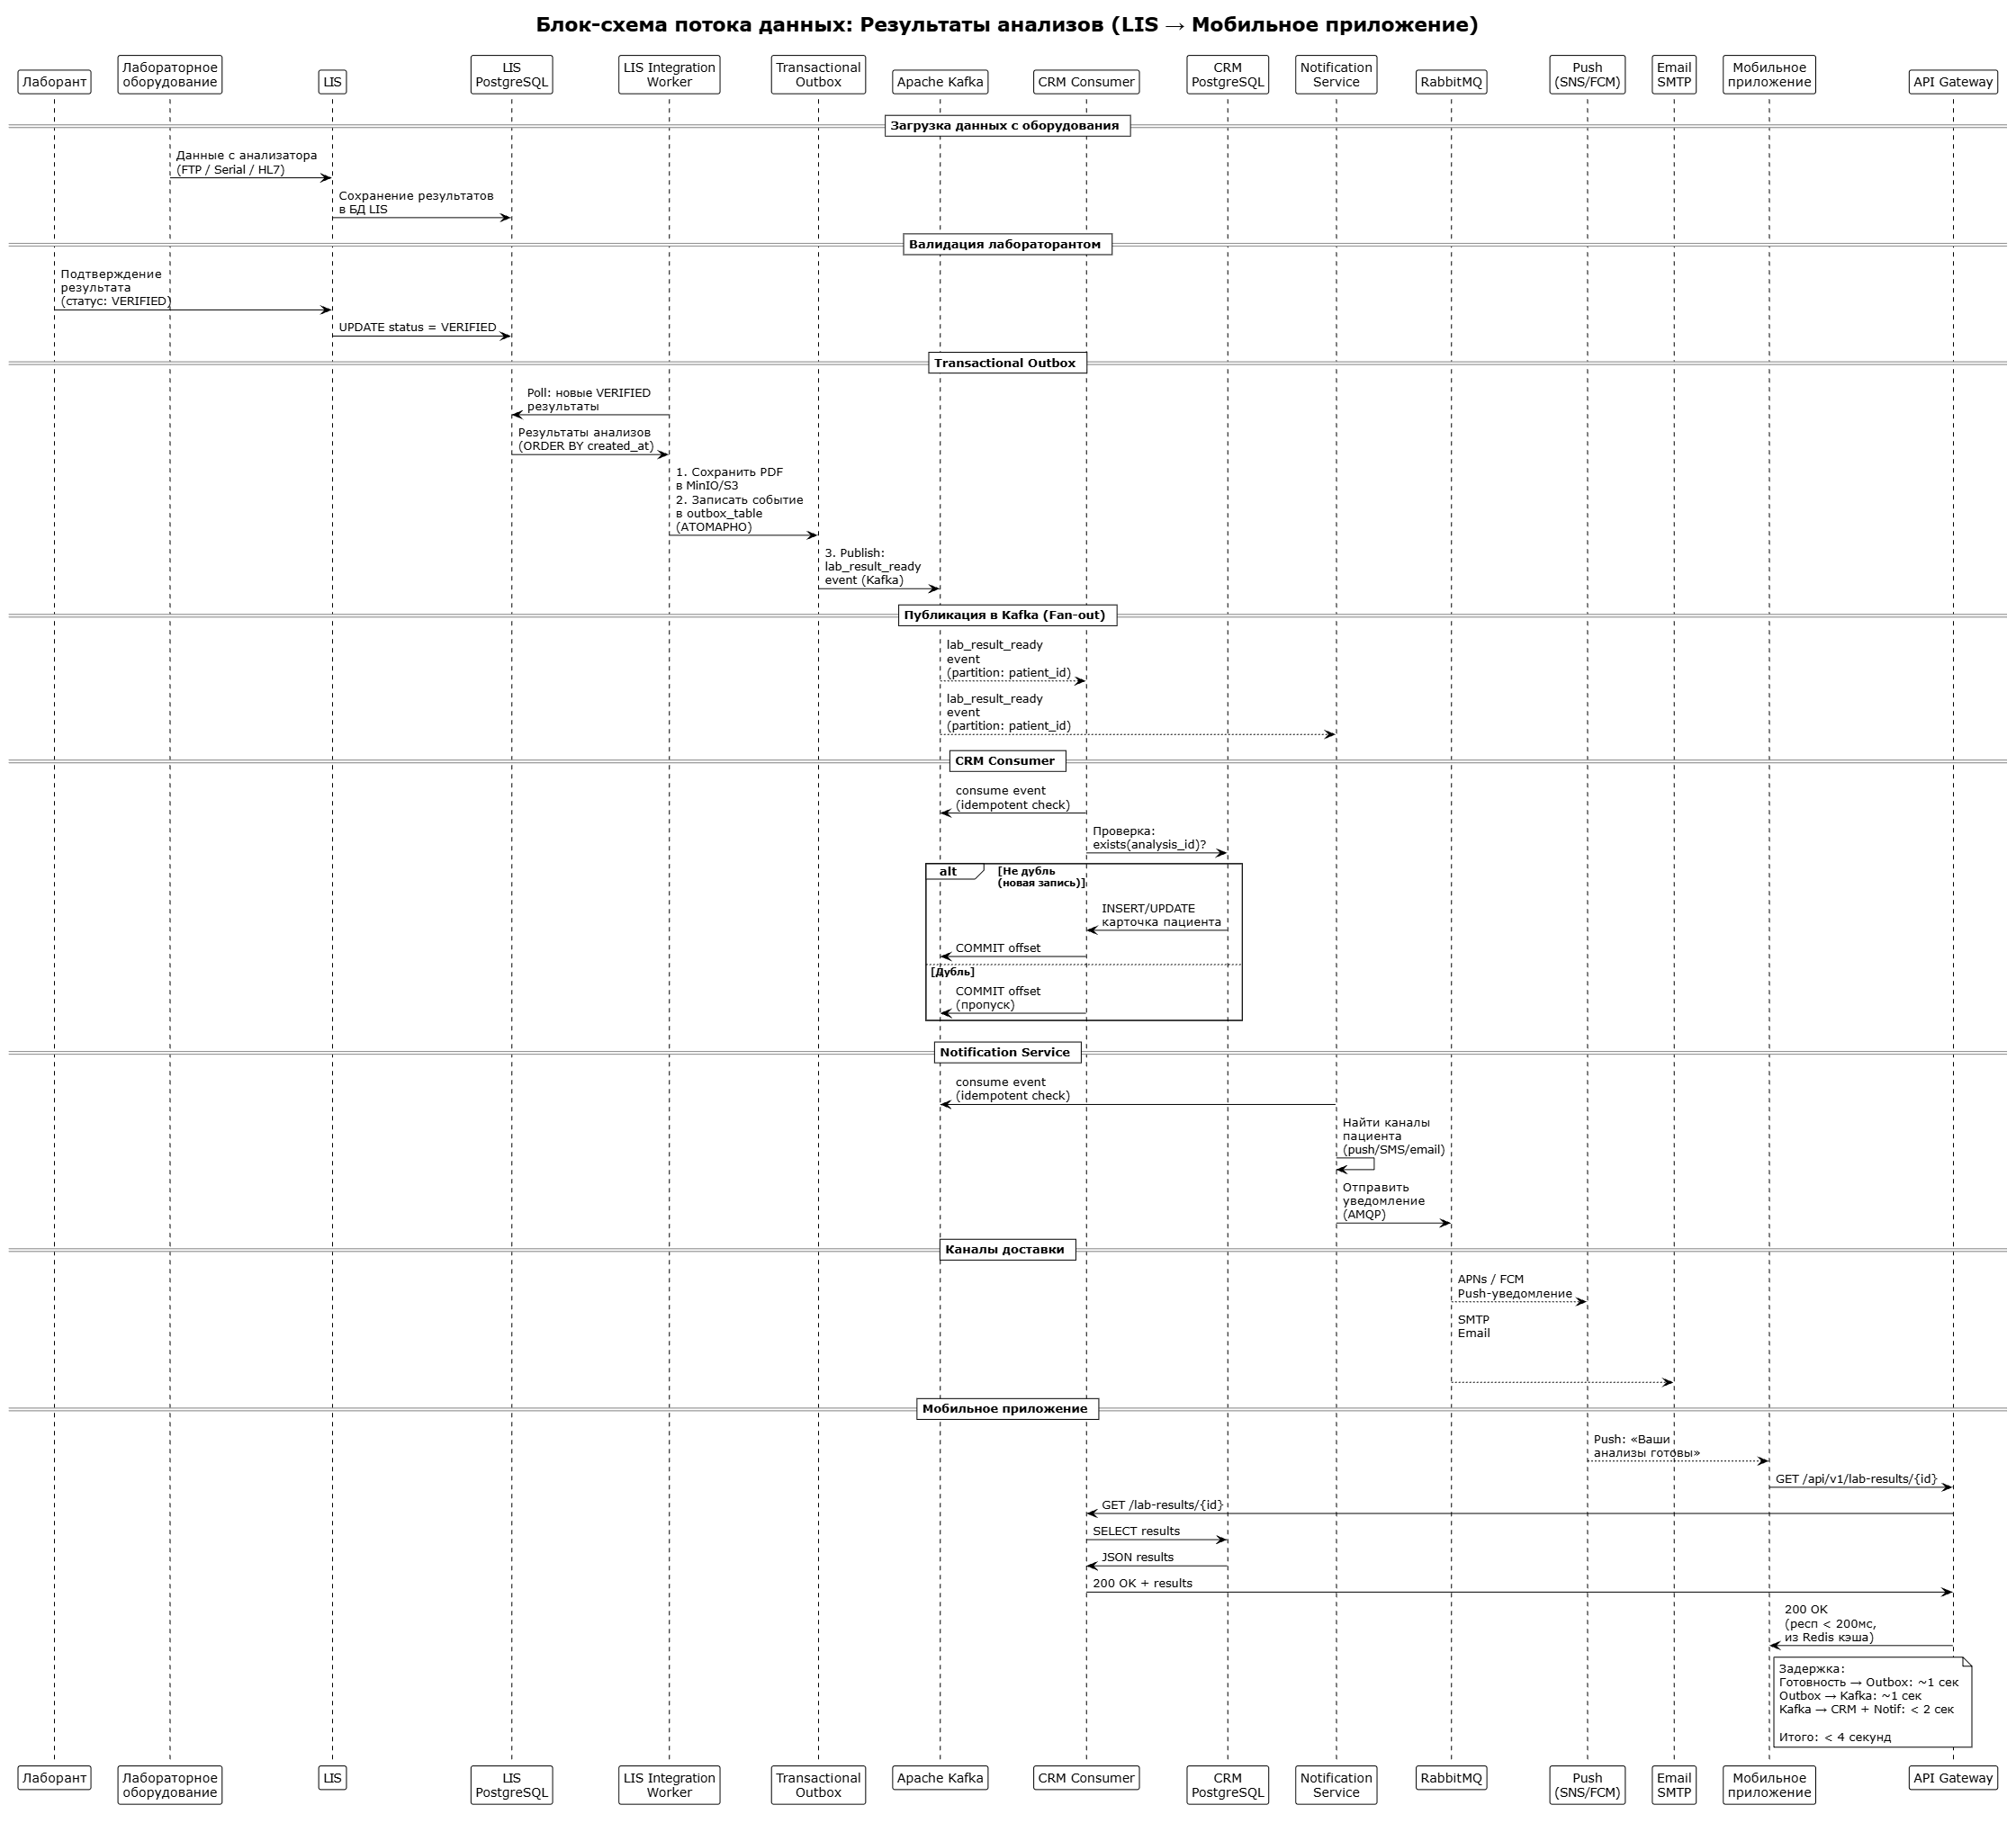 Блок-схема потока данных: Результаты анализов (LIS → Мобильное приложение)
Лаборант
Лабораторное
оборудование
LIS
LIS
PostgreSQL
LIS Integration
Worker
Transactional
Outbox
Apache Kafka
CRM Consumer
CRM
PostgreSQL
Notification
Service
RabbitMQ
Push
(SNS/FCM)
Email
SMTP
Мобильное
приложение
API Gateway
Загрузка данных с оборудования
Данные с анализатора
(FTP / Serial / HL7)
Сохранение результатов
в БД LIS
Валидация лабораторантом
Подтверждение
результата
(статус: VERIFIED)
UPDATE status = VERIFIED
Transactional Outbox
Poll: новые VERIFIED
результаты
Результаты анализов
(ORDER BY created_at)
1. Сохранить PDF
в MinIO/S3
2. Записать событие
в outbox_table
(АТОМАРНО)
3. Publish:
lab_result_ready
event (Kafka)
Публикация в Kafka (Fan-out)
lab_result_ready
event
(partition: patient_id)
lab_result_ready
event
(partition: patient_id)
CRM Consumer
consume event
(idempotent check)
Проверка:
exists(analysis_id)?
alt
[Не дубль
(новая запись)]
INSERT/UPDATE
карточка пациента
COMMIT offset
[Дубль]
COMMIT offset
(пропуск)
Notification Service
consume event
(idempotent check)
Найти каналы
пациента
(push/SMS/email)
Отправить
уведомление
(AMQP)
Каналы доставки
APNs / FCM
Push-уведомление
SMTP
Email
Мобильное приложение
Push: «Ваши
анализы готовы»
GET /api/v1/lab-results/{id}
GET /lab-results/{id}
SELECT results
JSON results
200 OK + results
200 OK
(респ < 200мс,
из Redis кэша)
Задержка:
Готовность → Outbox: ~1 сек
Outbox → Kafka: ~1 сек
Kafka → CRM + Notif: < 2 сек
Итого: < 4 секунд
Лаборант
Лабораторное
оборудование
LIS
LIS
PostgreSQL
LIS Integration
Worker
Transactional
Outbox
Apache Kafka
CRM Consumer
CRM
PostgreSQL
Notification
Service
RabbitMQ
Push
(SNS/FCM)
Email
SMTP
Мобильное
приложение
API Gateway